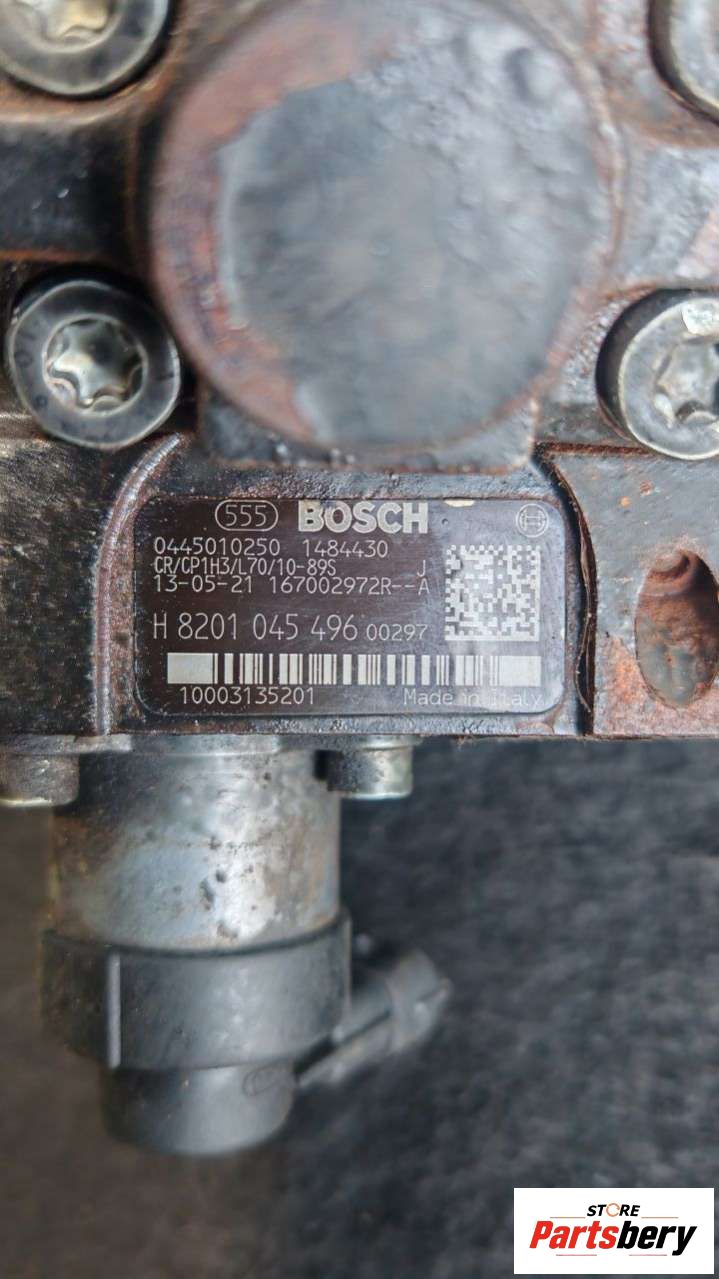 555 BOSCH
0445010250 1484430
CR/CP1H3/L70/10-89S J
13-05-21 167002972R--A
H 8201 045 496 00297
10003135201 Made in Italy
STORE
Partsbery